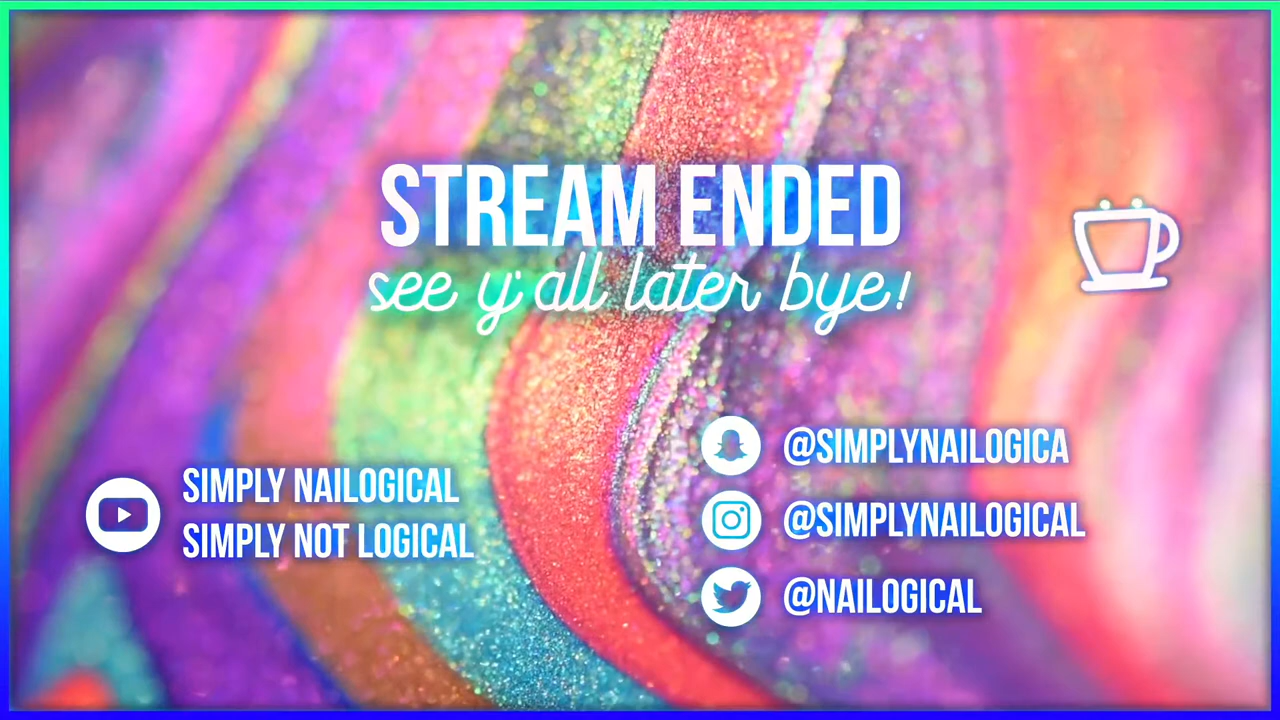 STREAM ENDED
see y'all later bye!
SIMPLY NAILOGICAL
SIMPLY NOT LOGICAL
@SIMPLYNAILOGICA
@SIMPLYNAILOGICAL
@NAILOGICAL